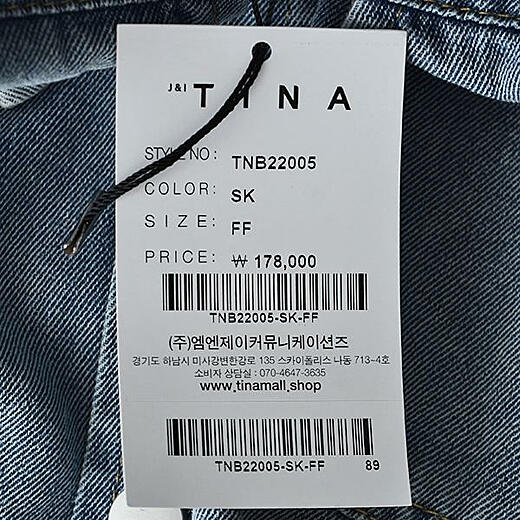 J&I TINA
STYLE NO: TNB22005
COLOR: SK
SIZE: FF
PRICE: ₩ 178,000
TNB22005-SK-FF
(주)엠엔제이커뮤니케이션즈
경기도 하남시 미사강변한강로 135 스카이폴리스 나동 713-4호
소비자 상담실 : 070-4647-3635
www.tinamall.shop
TNB22005-SK-FF 89